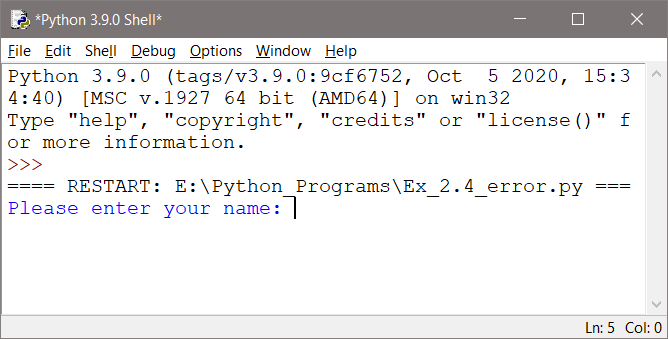 *Python 3.9.0 Shell*
File Edit Shell Debug Options Window Help
Python 3.9.0 (tags/v3.9.0:9cf6752, Oct  5 2020, 15:3
4:40) [MSC v.1927 64 bit (AMD64)] on win32
Type "help", "copyright", "credits" or "license()" f
or more information.
>>>
==== RESTART: E:\Python_Programs\Ex_2.4_error.py ===
Please enter your name:
Ln: 5 Col: 0